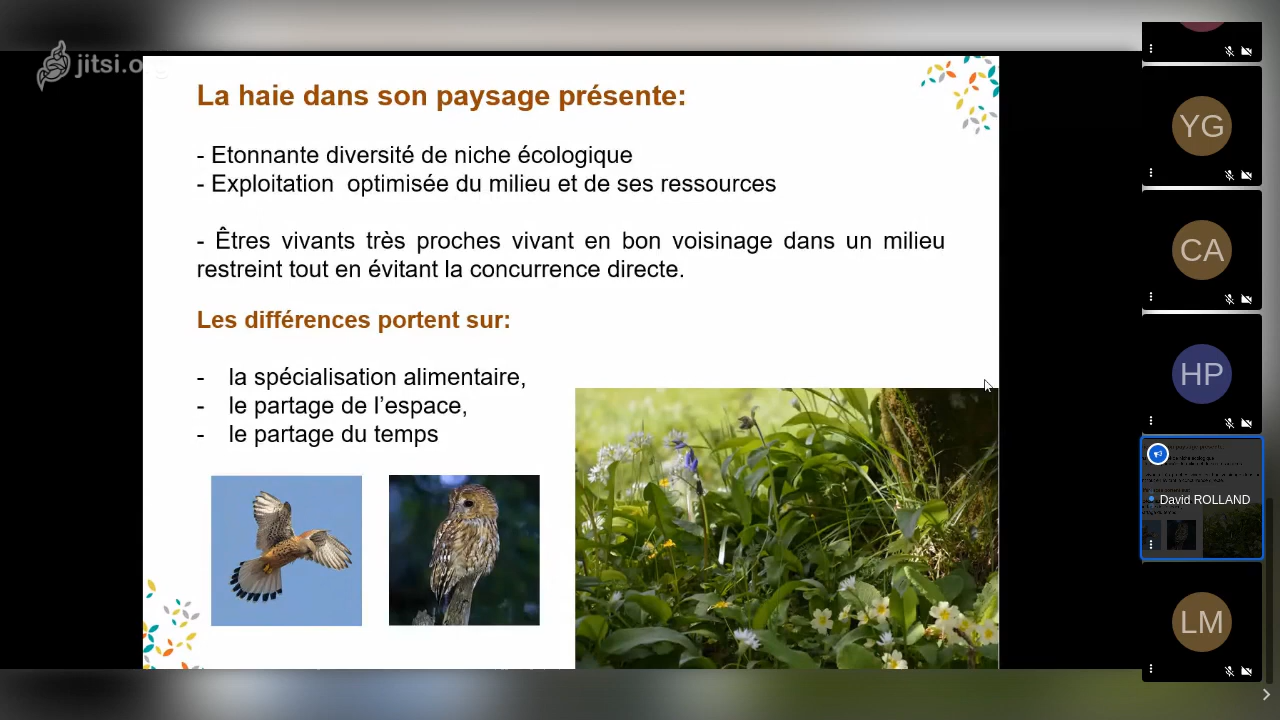 jitsi.org
La haie dans son paysage présente:
- Etonnante diversité de niche écologique
- Exploitation optimisée du milieu et de ses ressources
- Êtres vivants très proches vivant en bon voisinage dans un milieu
restreint tout en évitant la concurrence directe.
Les différences portent sur:
- la spécialisation alimentaire,
- le partage de l’espace,
- le partage du temps
YG
CA
HP
David ROLLAND
LM